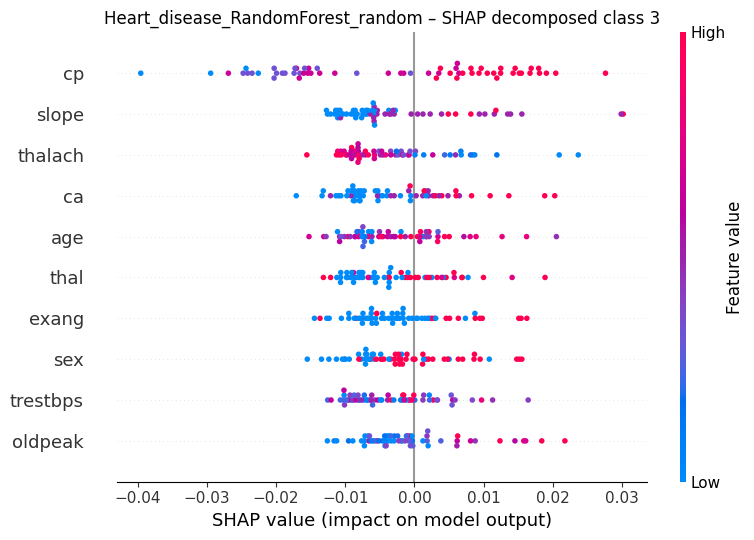 Heart_disease_RandomForest_random – SHAP decomposed class 3
High
cp
slope
thalach
ca
age
thal
exang
sex
trestbps
oldpeak
Feature value
Low
−0.04 −0.03 −0.02 −0.01 0.00 0.01 0.02 0.03
SHAP value (impact on model output)